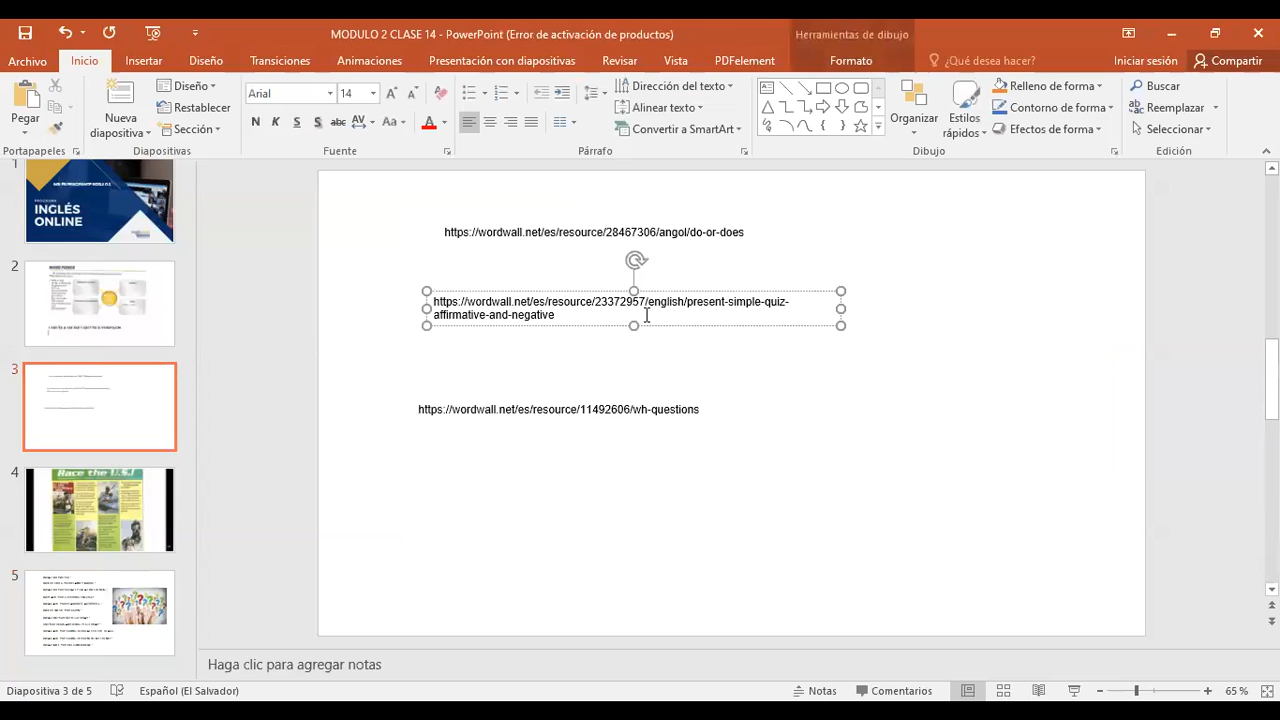 MODULO 2 CLASE 14 - PowerPoint (Error de activación de productos)
Herramientas de dibujo
Archivo
Inicio
Insertar
Diseño
Transiciones
Animaciones
Presentación con diapositivas
Revisar
Vista
PDFelement
Formato
¿Qué desea hacer?
Iniciar sesión
Compartir
Pegar
Nueva
diapositiva
Diseño
Restablecer
Sección
Arial
14
N K S S abc AV Aa A
Dirección del texto
Alinear texto
Convertir a SmartArt
Organizar
Estilos
rápidos
Relleno de forma
Contorno de forma
Efectos de forma
Buscar
Reemplazar
Seleccionar
Portapapeles
Diapositivas
Fuente
Párrafo
Dibujo
Edición
1
INGLÉS
ONLINE
2
3
4
Race the U.S.!
5
https://wordwall.net/es/resource/28467306/angol/do-or-does
https://wordwall.net/es/resource/23372957/english/present-simple-quiz-
affirmative-and-negative
https://wordwall.net/es/resource/11492606/wh-questions
Haga clic para agregar notas
Diapositiva 3 de 5
Español (El Salvador)
Notas
Comentarios
65 %